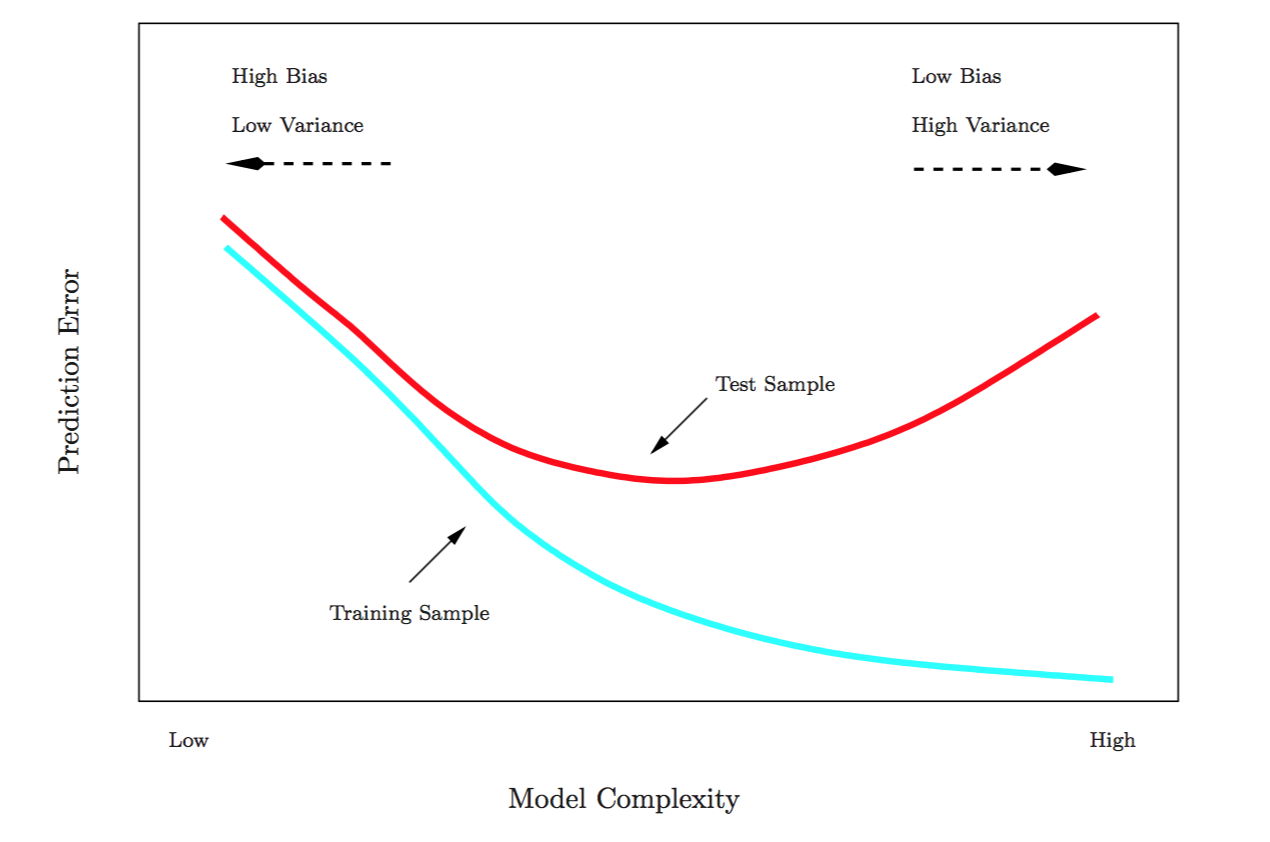 High Bias
Low Variance
Low Bias
High Variance
Prediction Error
Test Sample
Training Sample
Low
High
Model Complexity